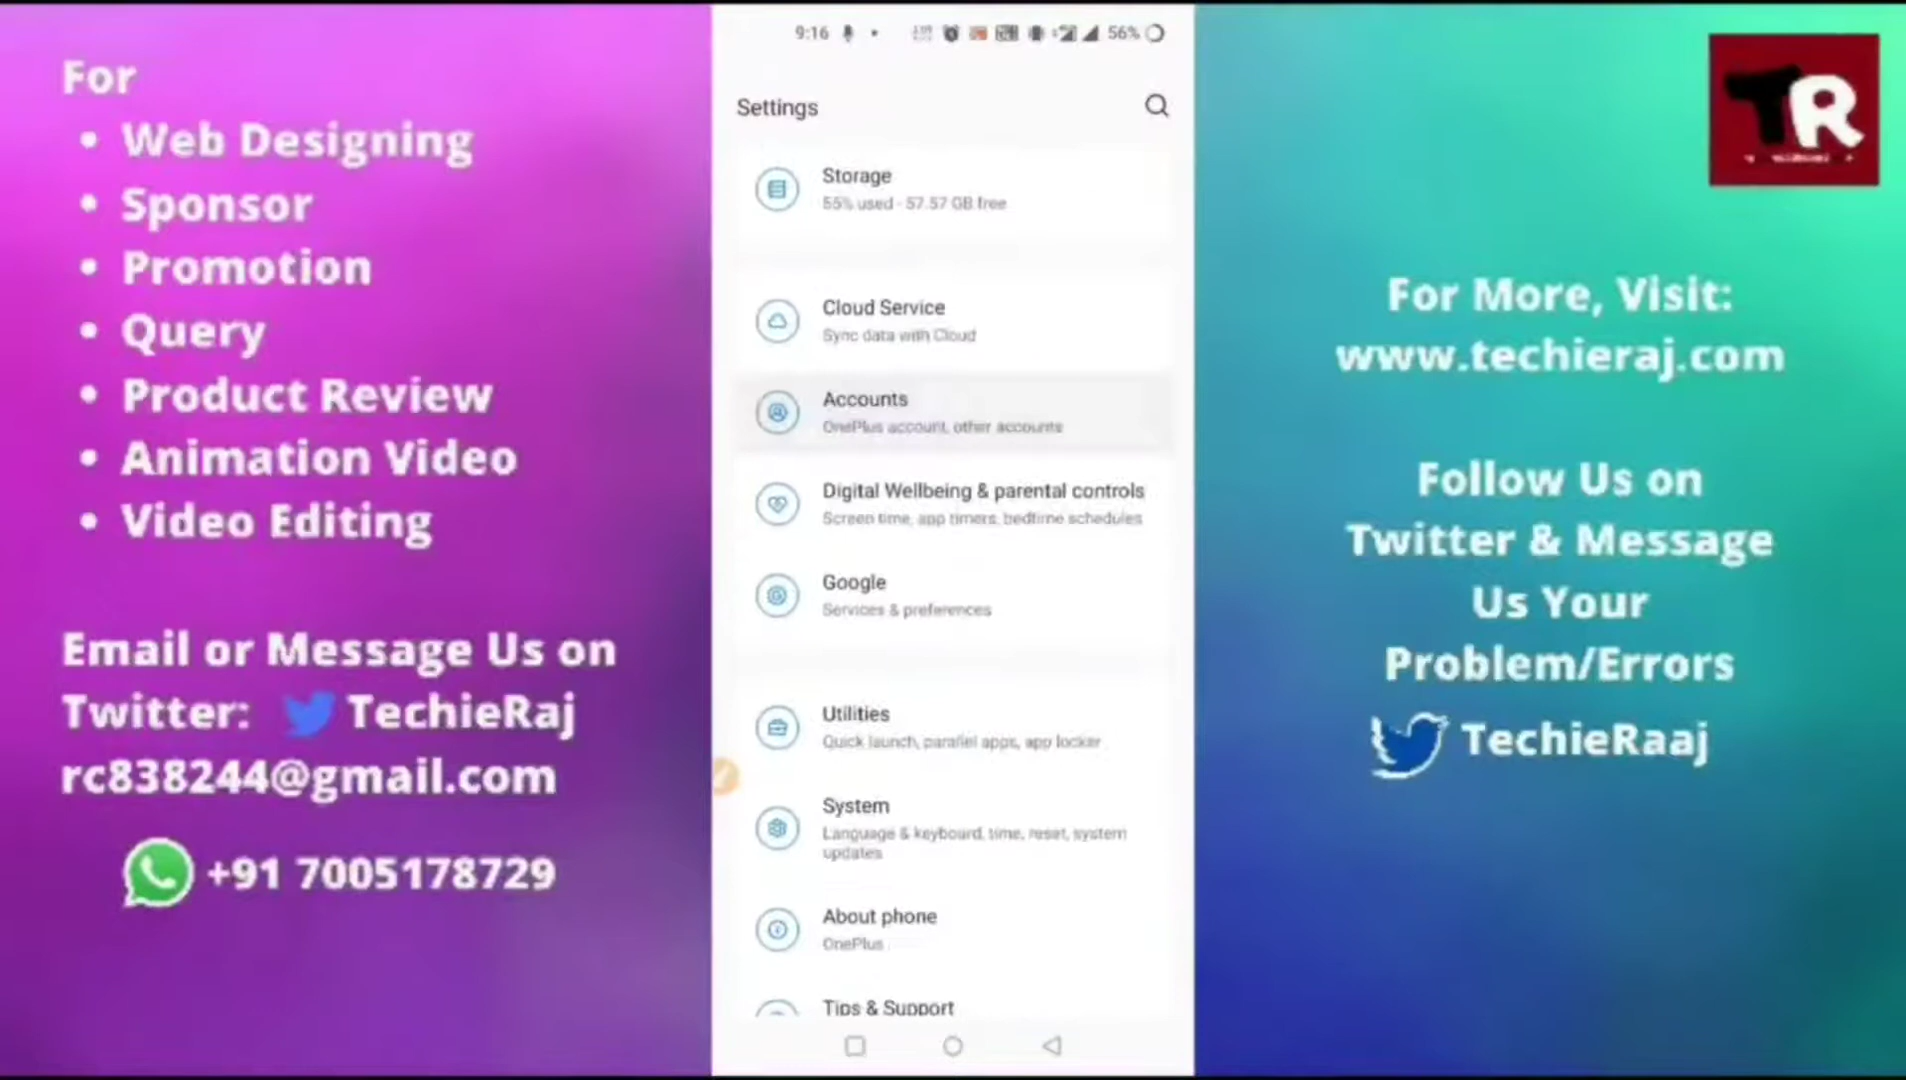 For
• Web Designing
• Sponsor
• Promotion
• Query
• Product Review
• Animation Video
• Video Editing
Email or Message Us on
Twitter: TechieRaj
rc838244@gmail.com
+91 7005178729
9:16
56%
Settings
Storage
55% used - 57.57 GB free
Cloud Service
Sync data with Cloud
Accounts
OnePlus account, other accounts
Digital Wellbeing & parental controls
Screen time, app timers, bedtime schedules
Google
Services & preferences
Utilities
Quick launch, parallel apps, app locker
System
Language & keyboard, time, reset, system
updates
About phone
OnePlus
Tips & Support
TR
For More, Visit:
www.techieraj.com
Follow Us on
Twitter & Message
Us Your
Problem/Errors
TechieRaaj